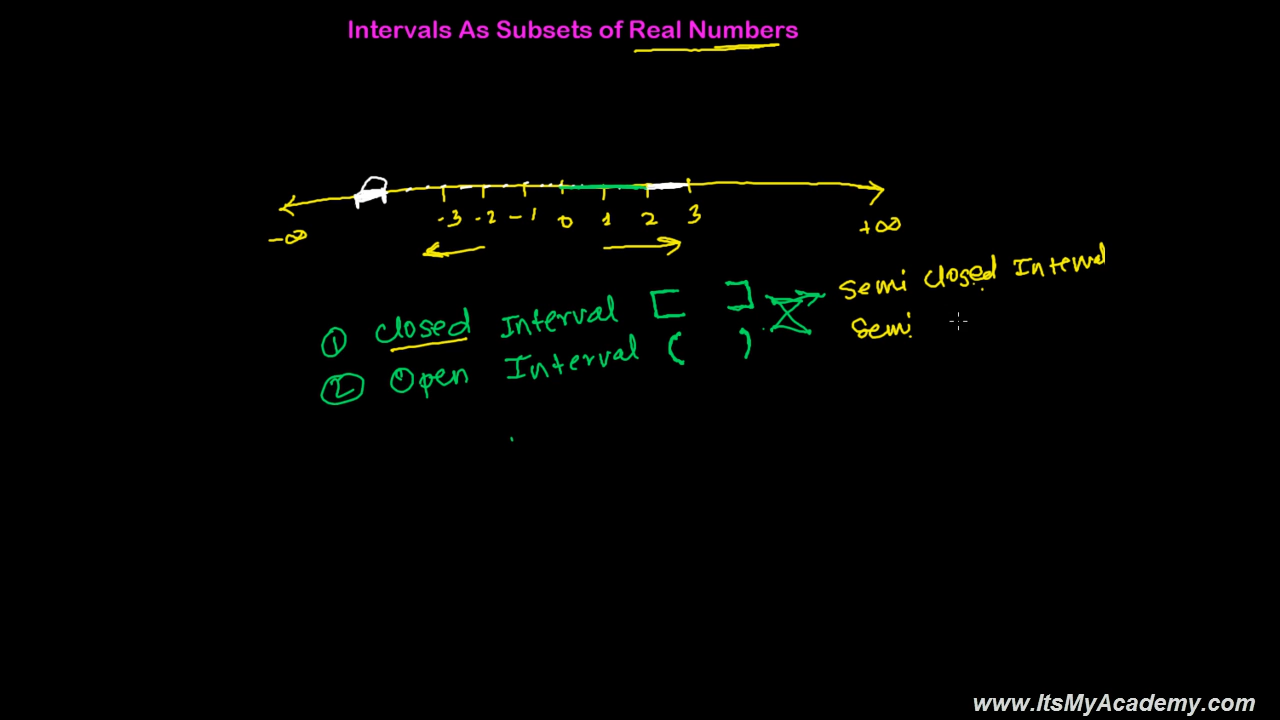 Intervals As Subsets of Real Numbers
-3 -2 -1 0 1 2 3
-∞ +∞
① Closed Interval [ ] Semi Closed Interval
② Open Interval ( ) Semi
www.ItsMyAcademy.com